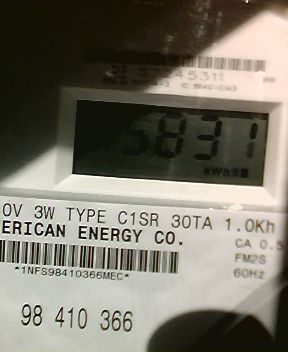 5831
kWh
0V 3W TYPE C1SR 30TA 1.0Kh
ERICAN ENERGY CO.
CA 0.5
FM2S
60Hz
*1NFS98410366MEC*
98 410 366